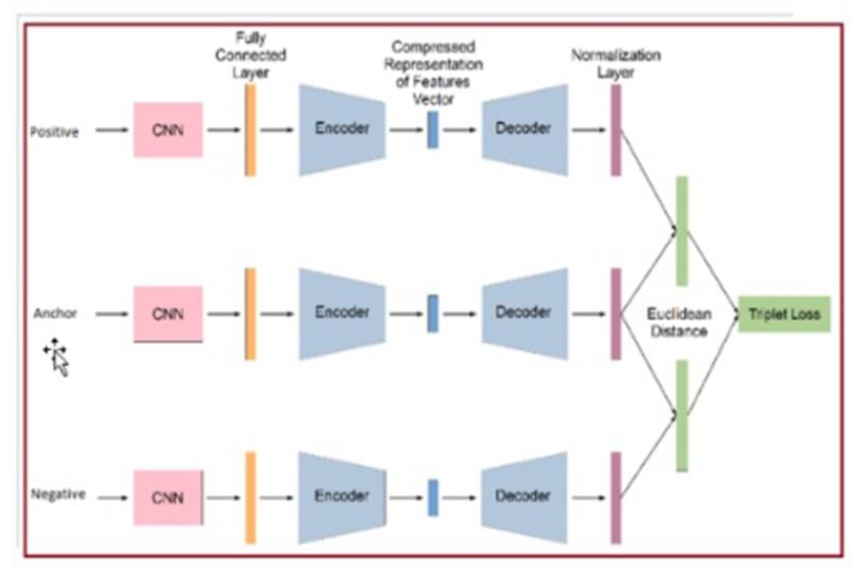 Fully
Connected
Layer
Compressed
Representation
of Features
Vector
Normalization
Layer
Positive
CNN
Encoder
Decoder
Anchor
CNN
Encoder
Decoder
Euclidean
Distance
Triplet Loss
Negative
CNN
Encoder
Decoder